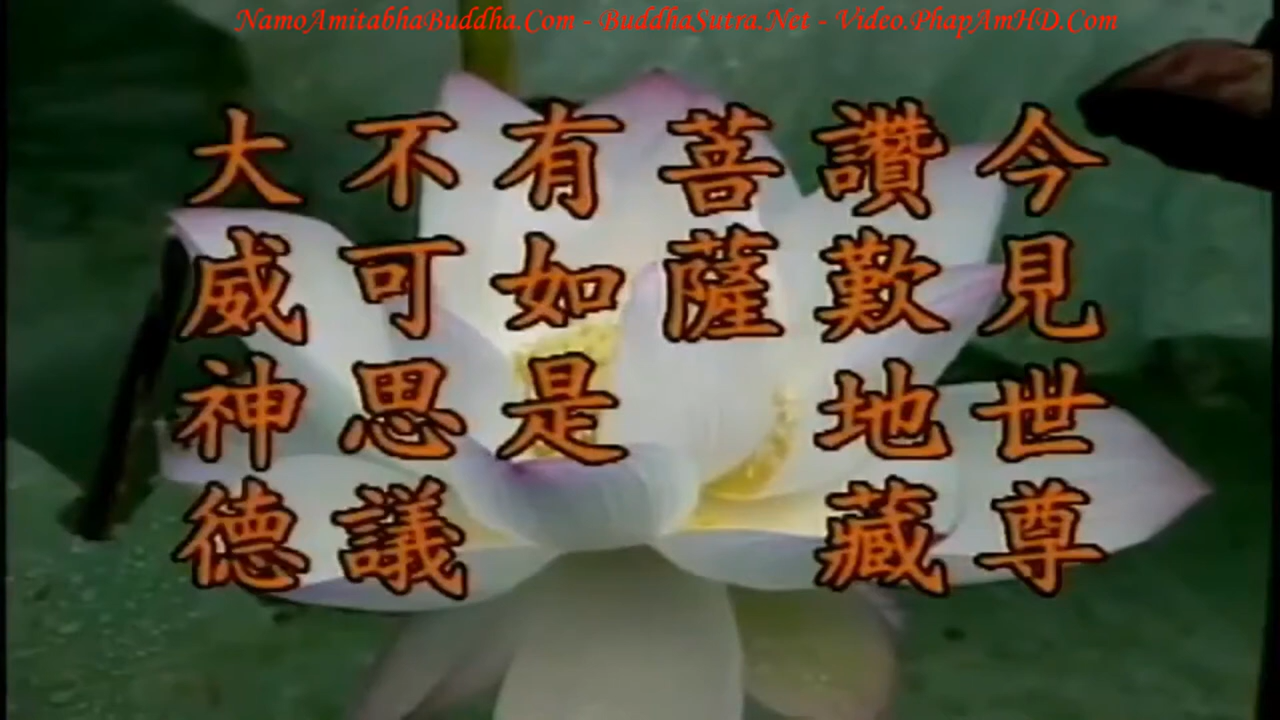 NamoAmitabhaBuddha.Com - BuddhaSutra.Net - Video.PhapAmHD.Com
今見世尊
讚歎地藏
菩薩
有如是
不可思議
大威神德